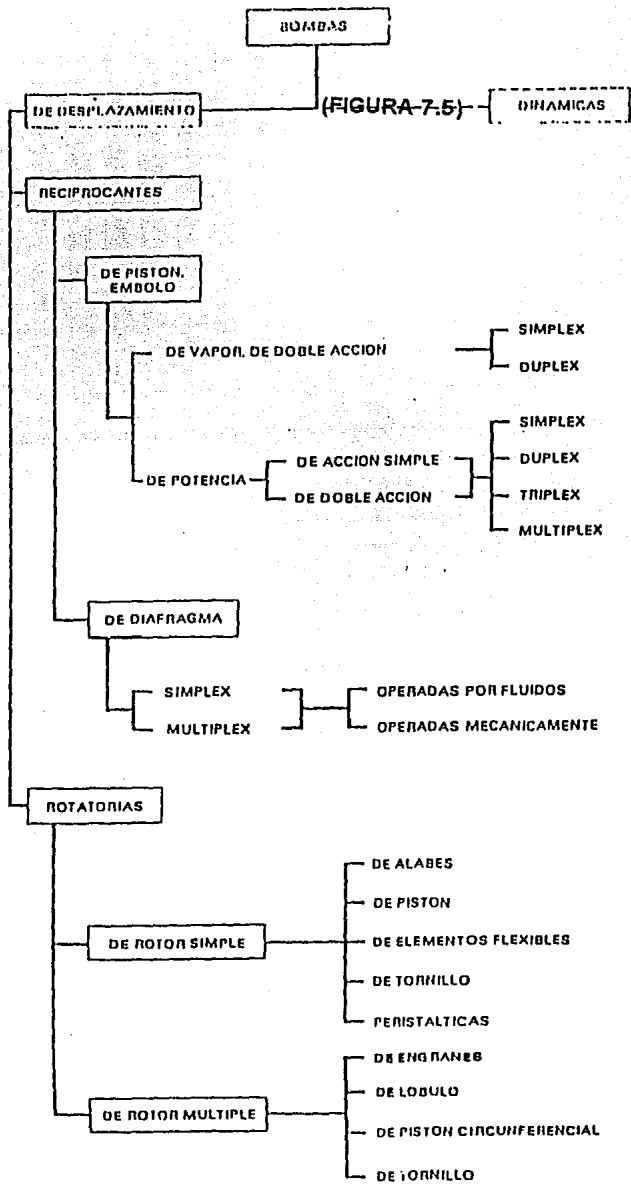 BOMBAS
DE DESPLAZAMIENTO
(FIGURA 7.5)
DINAMICAS
RECIPROCANTES
DE PISTON,
EMBOLO
DE VAPOR, DE DOBLE ACCION
SIMPLEX
DUPLEX
DE POTENCIA
DE ACCION SIMPLE
DE DOBLE ACCION
SIMPLEX
DUPLEX
TRIPLEX
MULTIPLEX
DE DIAFRAGMA
SIMPLEX
MULTIPLEX
OPERADAS POR FLUIDOS
OPERADAS MECANICAMENTE
ROTATORIAS
DE ROTOR SIMPLE
DE ALABES
DE PISTON
DE ELEMENTOS FLEXIBLES
DE TORNILLO
PERISTALTICAS
DE ROTOR MULTIPLE
DE ENGRANES
DE LOBULO
DE PISTON CIRCUNFERENCIAL
DE TORNILLO